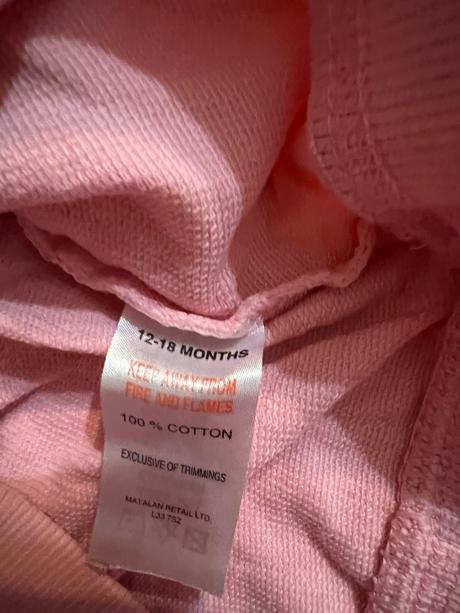 12-18 MONTHS
KEEP AWAY FROM
FIRE AND FLAMES
100 % COTTON
EXCLUSIVE OF TRIMMINGS
MATALAN RETAIL LTD.
L33 7SZ